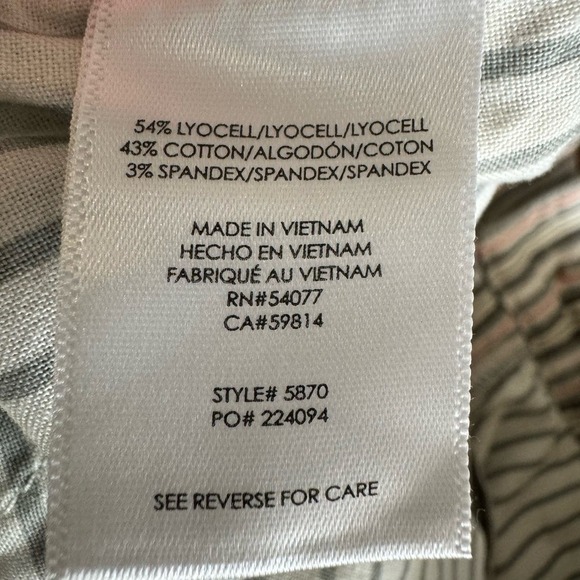 54% LYOCELL/LYOCELL/LYOCELL
43% COTTON/ALGODÓN/COTON
3% SPANDEX/SPANDEX/SPANDEX
MADE IN VIETNAM
HECHO EN VIETNAM
FABRIQUÉ AU VIETNAM
RN#54077
CA#59814
STYLE# 5870
PO# 224094
SEE REVERSE FOR CARE